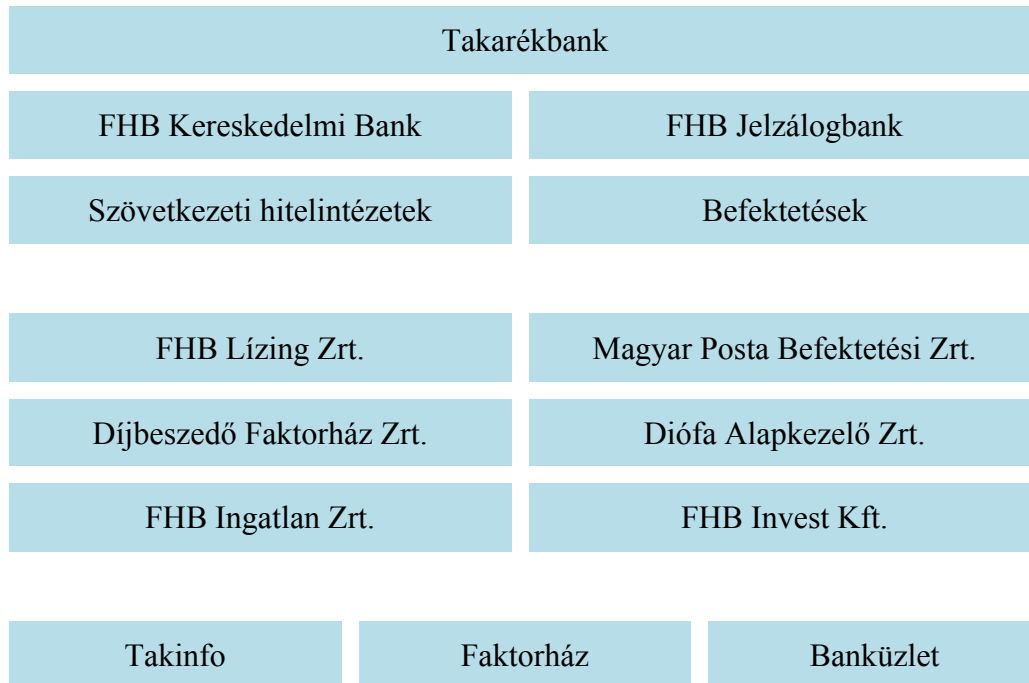 Takarékbank
FHB Kereskedelmi Bank
FHB Jelzálogbank
Szövetkezeti hitelintézetek
Befektetések
FHB Lízing Zrt.
Magyar Posta Befektetési Zrt.
Díjbeszedő Faktorház Zrt.
Diófa Alapkezelő Zrt.
FHB Ingatlan Zrt.
FHB Invest Kft.
Takinfo
Faktorház
Banküzlet